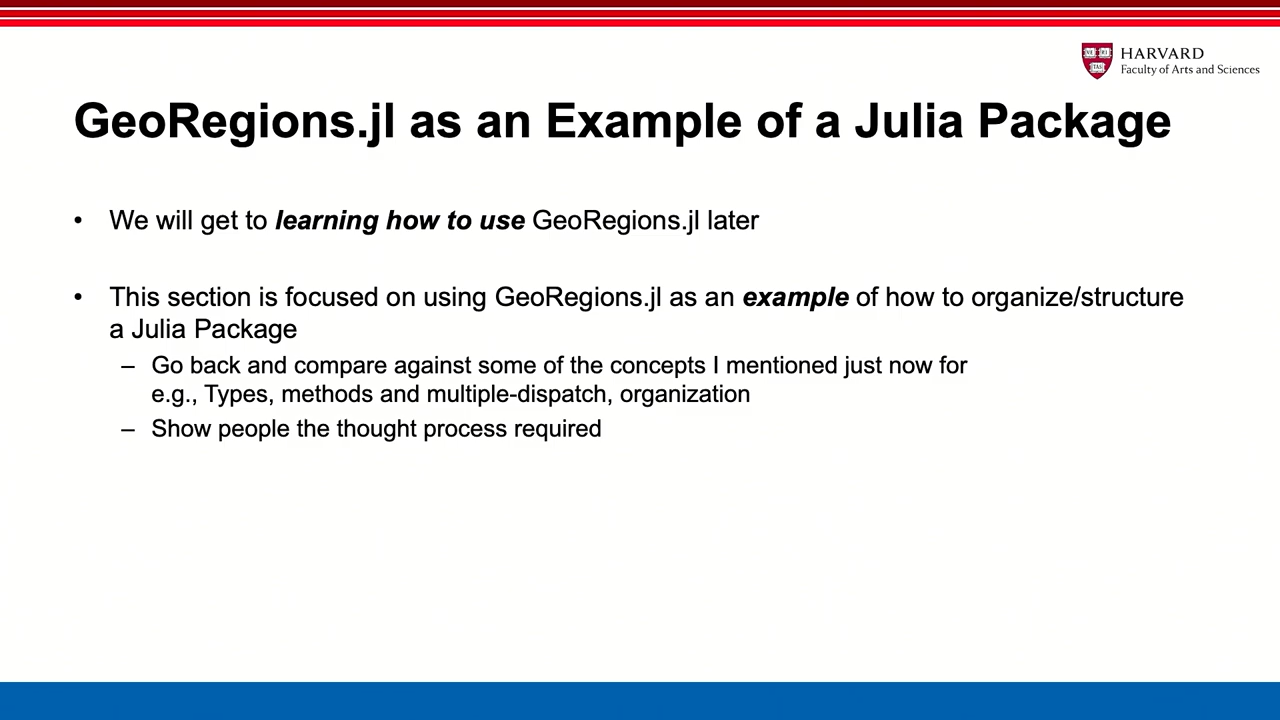 HARVARD
Faculty of Arts and Sciences
GeoRegions.jl as an Example of a Julia Package
• We will get to learning how to use GeoRegions.jl later
• This section is focused on using GeoRegions.jl as an example of how to organize/structure
a Julia Package
– Go back and compare against some of the concepts I mentioned just now for
e.g., Types, methods and multiple-dispatch, organization
– Show people the thought process required